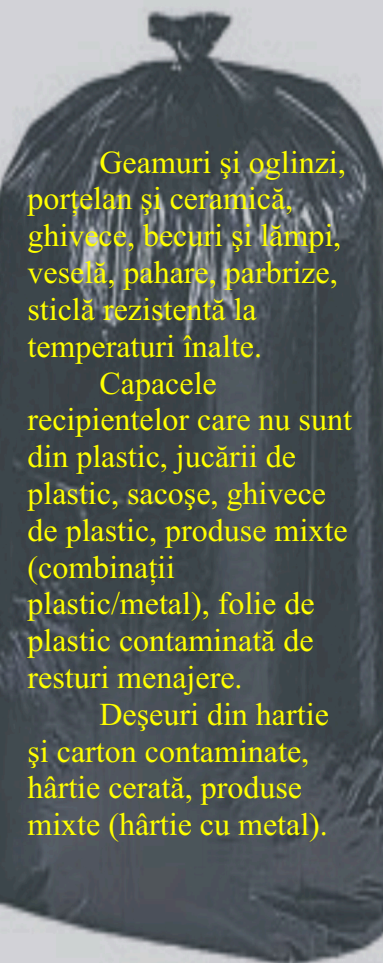 Geamuri şi oglinzi,
porţelan şi ceramică,
ghivece, becuri şi lămpi,
veselă, pahare, parbrize,
sticlă rezistentă la
temperaturi înalte.
Capacele
recipientelor care nu sunt
din plastic, jucării de
plastic, sacoşe, ghivece
de plastic, produse mixte
(combinaţii
plastic/metal), folie de
plastic contaminată de
resturi menajere.
Deşeuri din hartie
şi carton contaminate,
hârtie cerată, produse
mixte (hârtie cu metal).